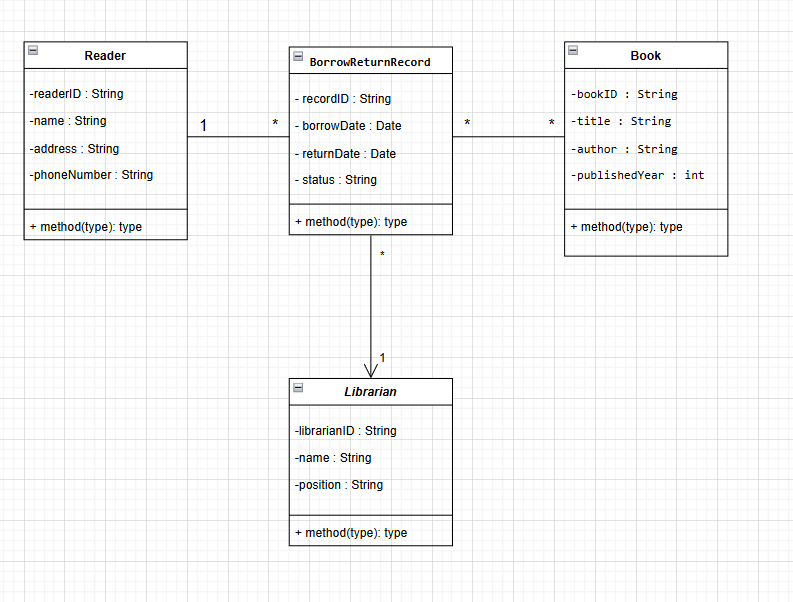 Reader
-readerID : String
-name : String
-address : String
-phoneNumber : String
+ method(type): type
1
*
BorrowReturnRecord
- recordID : String
- borrowDate : Date
- returnDate : Date
- status : String
+ method(type): type
*
*
Book
-bookID : String
-title : String
-author : String
-publishedYear : int
+ method(type): type
*
1
Librarian
-librarianID : String
-name : String
-position : String
+ method(type): type